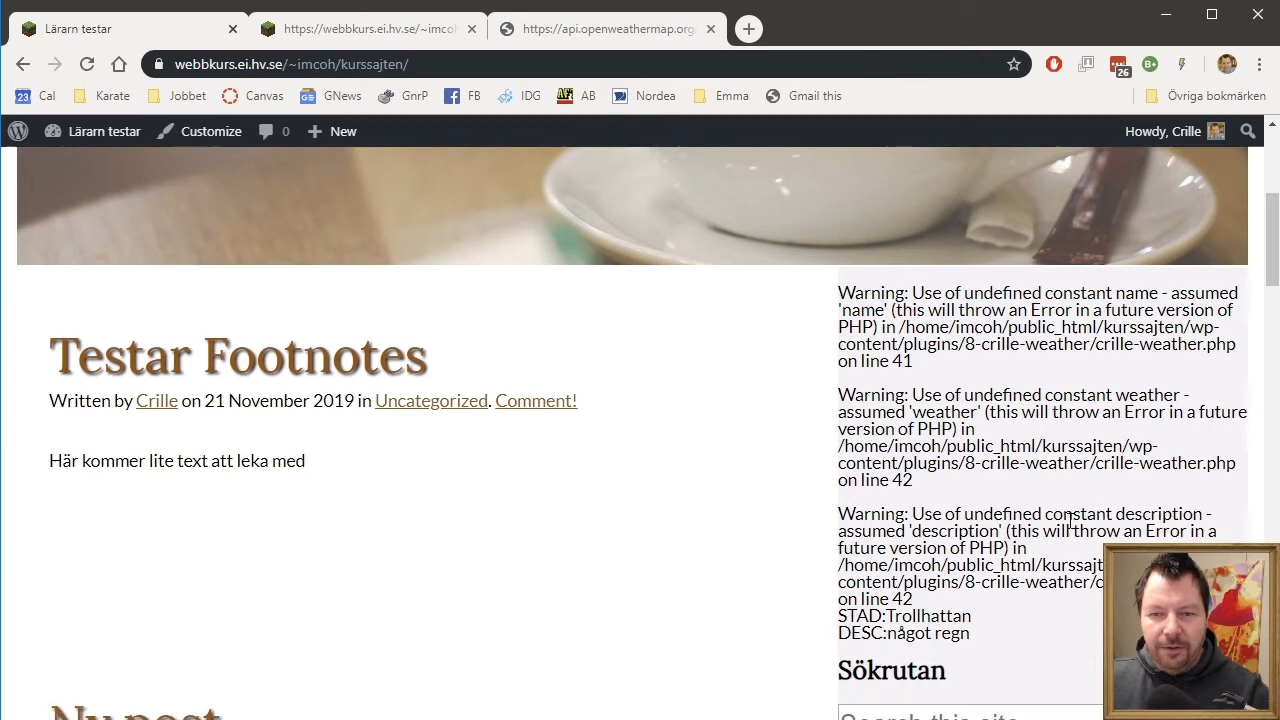 Lärarn testar
https://webbkurs.ei.hv.se/~imcoh
https://api.openweathermap.org
webbkurs.ei.hv.se/~imcoh/kurssajten/
26
23 Cal
Karate
Jobbet
Canvas
GNews
GnrP
FB
IDG
AB
Nordea
Emma
Gmail this
Övriga bokmärken
Lärarn testar
Customize
0
New
Howdy, Crille
Testar Footnotes
Written by Crille on 21 November 2019 in Uncategorized. Comment!
Här kommer lite text att leka med
Ny post
Warning: Use of undefined constant name - assumed
'name' (this will throw an Error in a future version of
PHP) in /home/imcoh/public_html/kurssajten/wp-
content/plugins/8-crille-weather/crille-weather.php
on line 41
Warning: Use of undefined constant weather -
assumed 'weather' (this will throw an Error in a future
version of PHP) in
/home/imcoh/public_html/kurssajten/wp-
content/plugins/8-crille-weather/crille-weather.php
on line 42
Warning: Use of undefined constant description -
assumed 'description' (this will throw an Error in a
future version of PHP) in
/home/imcoh/public_html/kurssajt
content/plugins/8-crille-weather/c
on line 42
STAD:Trollhattan
DESC:något regn
Sökrutan
Search this site